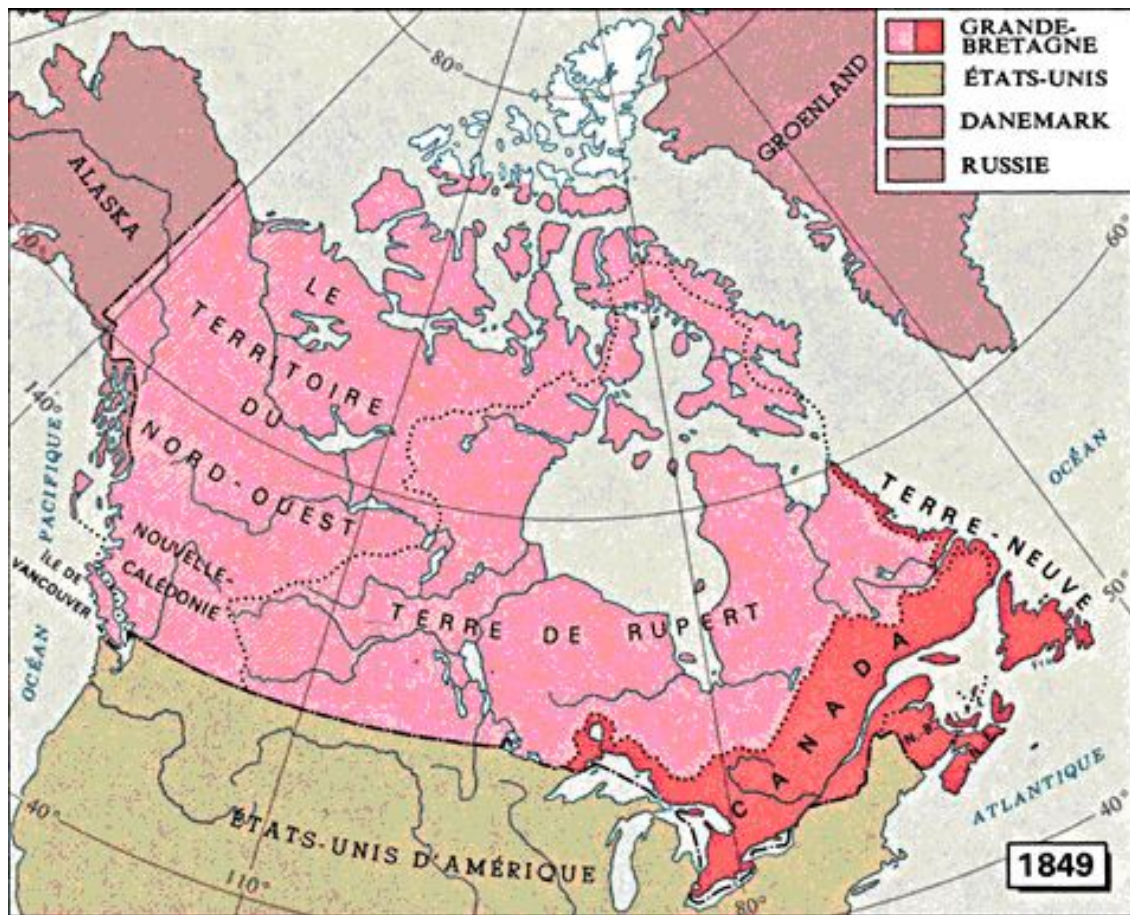 GRANDE-
BRETAGNE
ÉTATS-UNIS
DANEMARK
RUSSIE
80°
GROENLAND
ALASKA
60°
LE
TERRITOIRE
DU
NORD-OUEST
140°
PACIFIQUE
OCÉAN
TERRE-NEUVE
NOUVELLE-
CALÉDONIE
ÎLE DE
VANCOUVER
50°
TERRE DE RUPERT
CANADA
OCÉAN
N.-B.
ATLANTIQUE
40°
ÉTATS-UNIS D'AMÉRIQUE
40°
110°
80°
1849